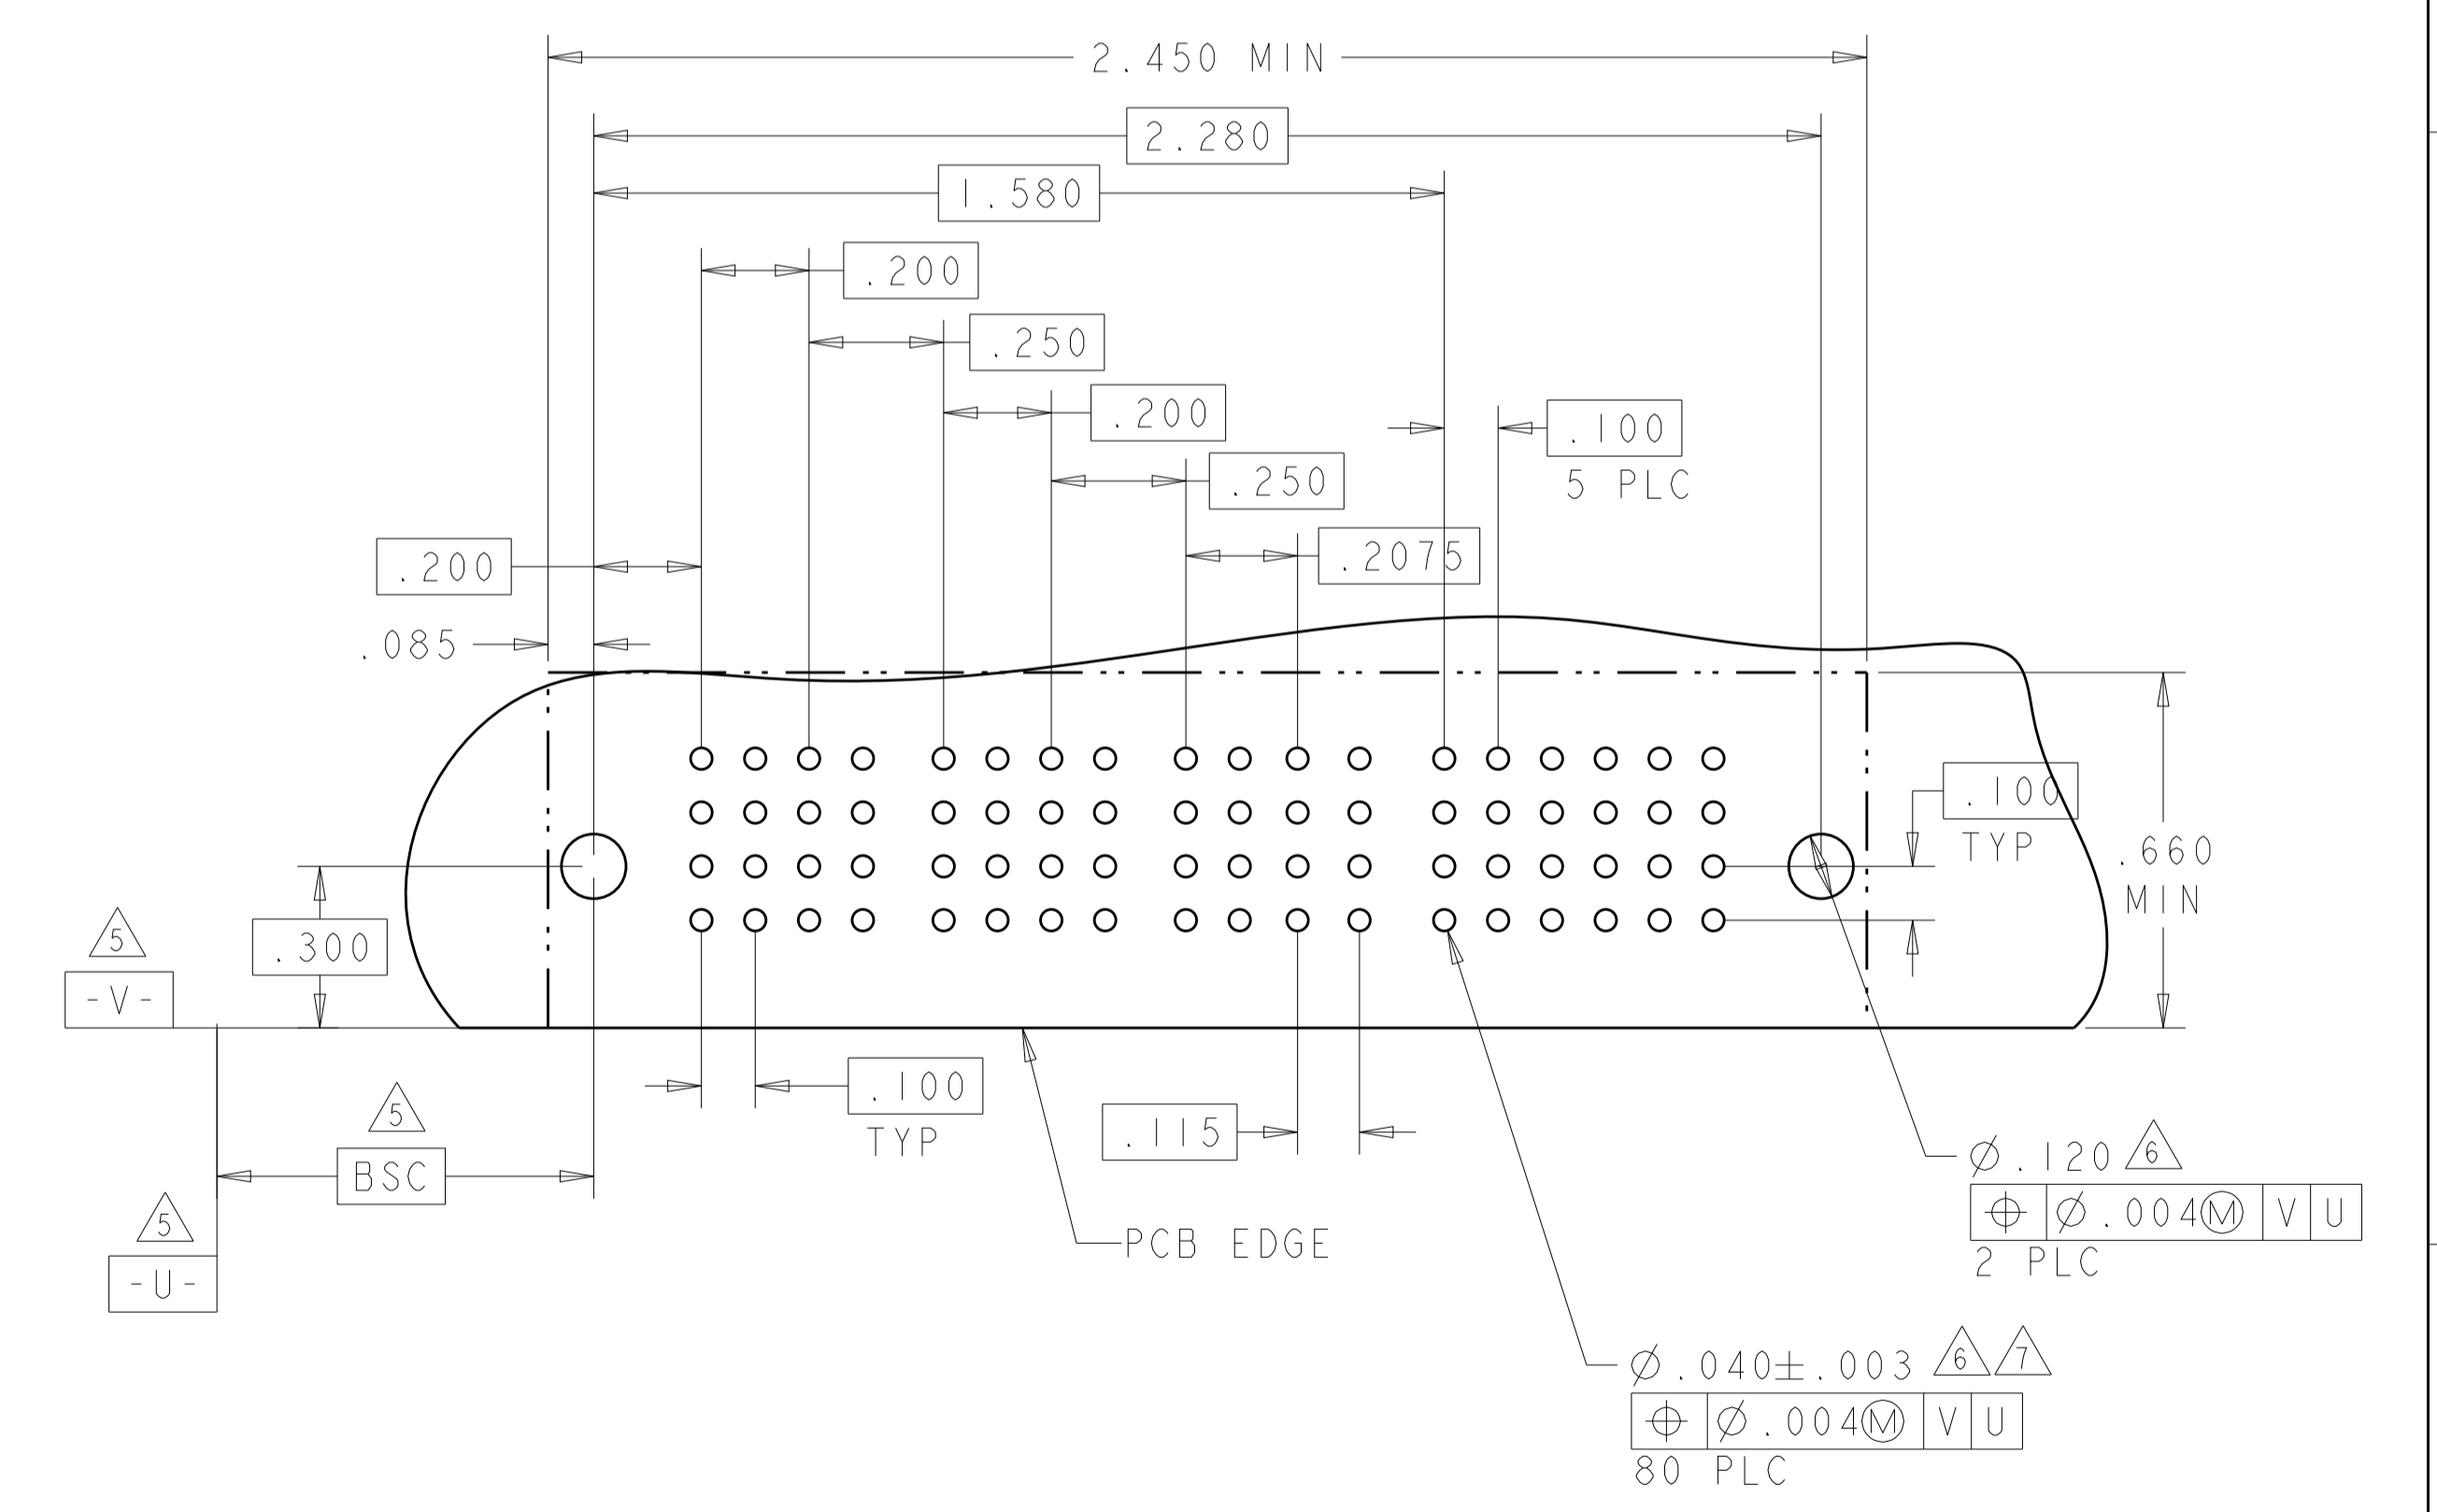 2.450 MIN
2.280
1.580
.200
.250
.200
.100
5 PLC
.250
.2075
.200
.085
.100
TYP
.660
MIN
5
-V-
.300
5
BSC
.100
TYP
.115
5
-U-
PCB EDGE
Ø.120 6
⌖ Ø.004Ⓜ V U
2 PLC
Ø.040±.003 6 7
⌖ Ø.004Ⓜ V U
80 PLC